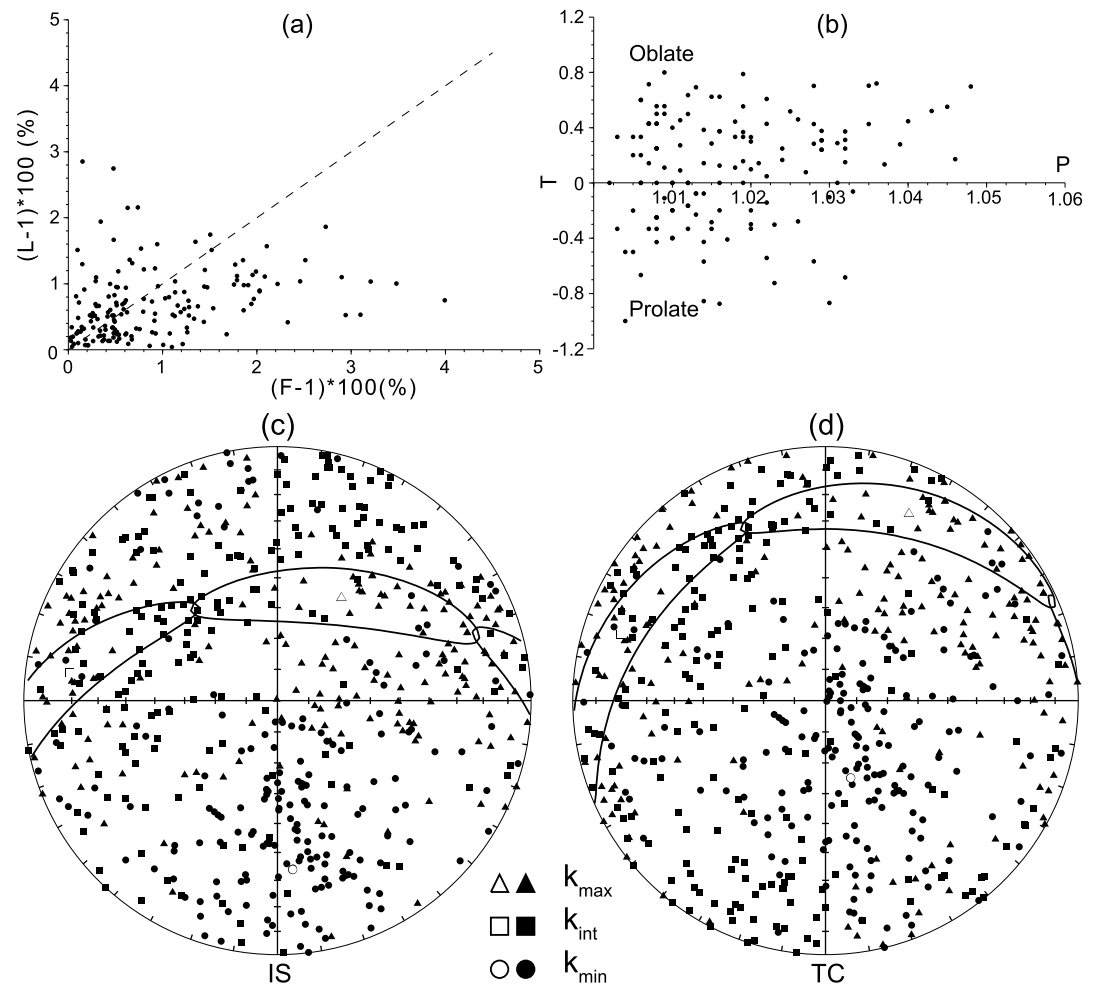 (a)
5
4
3
2
1
0
(L-1)*100 (%)
0 1 2 3 4 5
(F-1)*100(%)
(b)
1.2
0.8
0.4
0
-0.4
-0.8
-1.2
T
Oblate
Prolate
P
1.01 1.02 1.03 1.04 1.05 1.06
(c)
(d)
IS
TC
kmax
kint
kmin